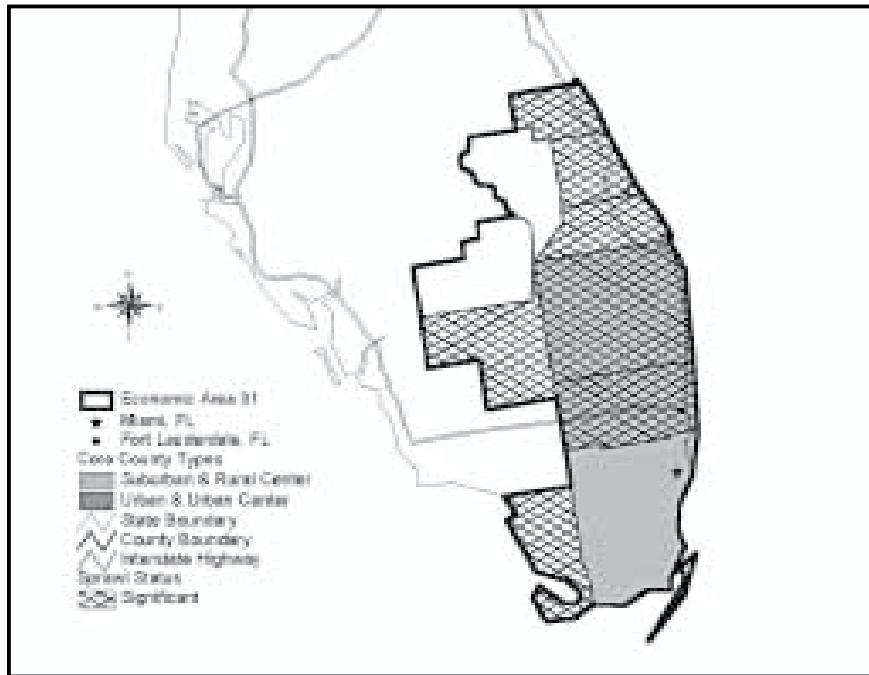 Economic Area 31
Miami, FL
Fort Lauderdale, FL
Core County Types
Suburban & Rural Center
Urban & Urban Center
State Boundary
County Boundary
Interstate Highway
Sprawl Status
Significant